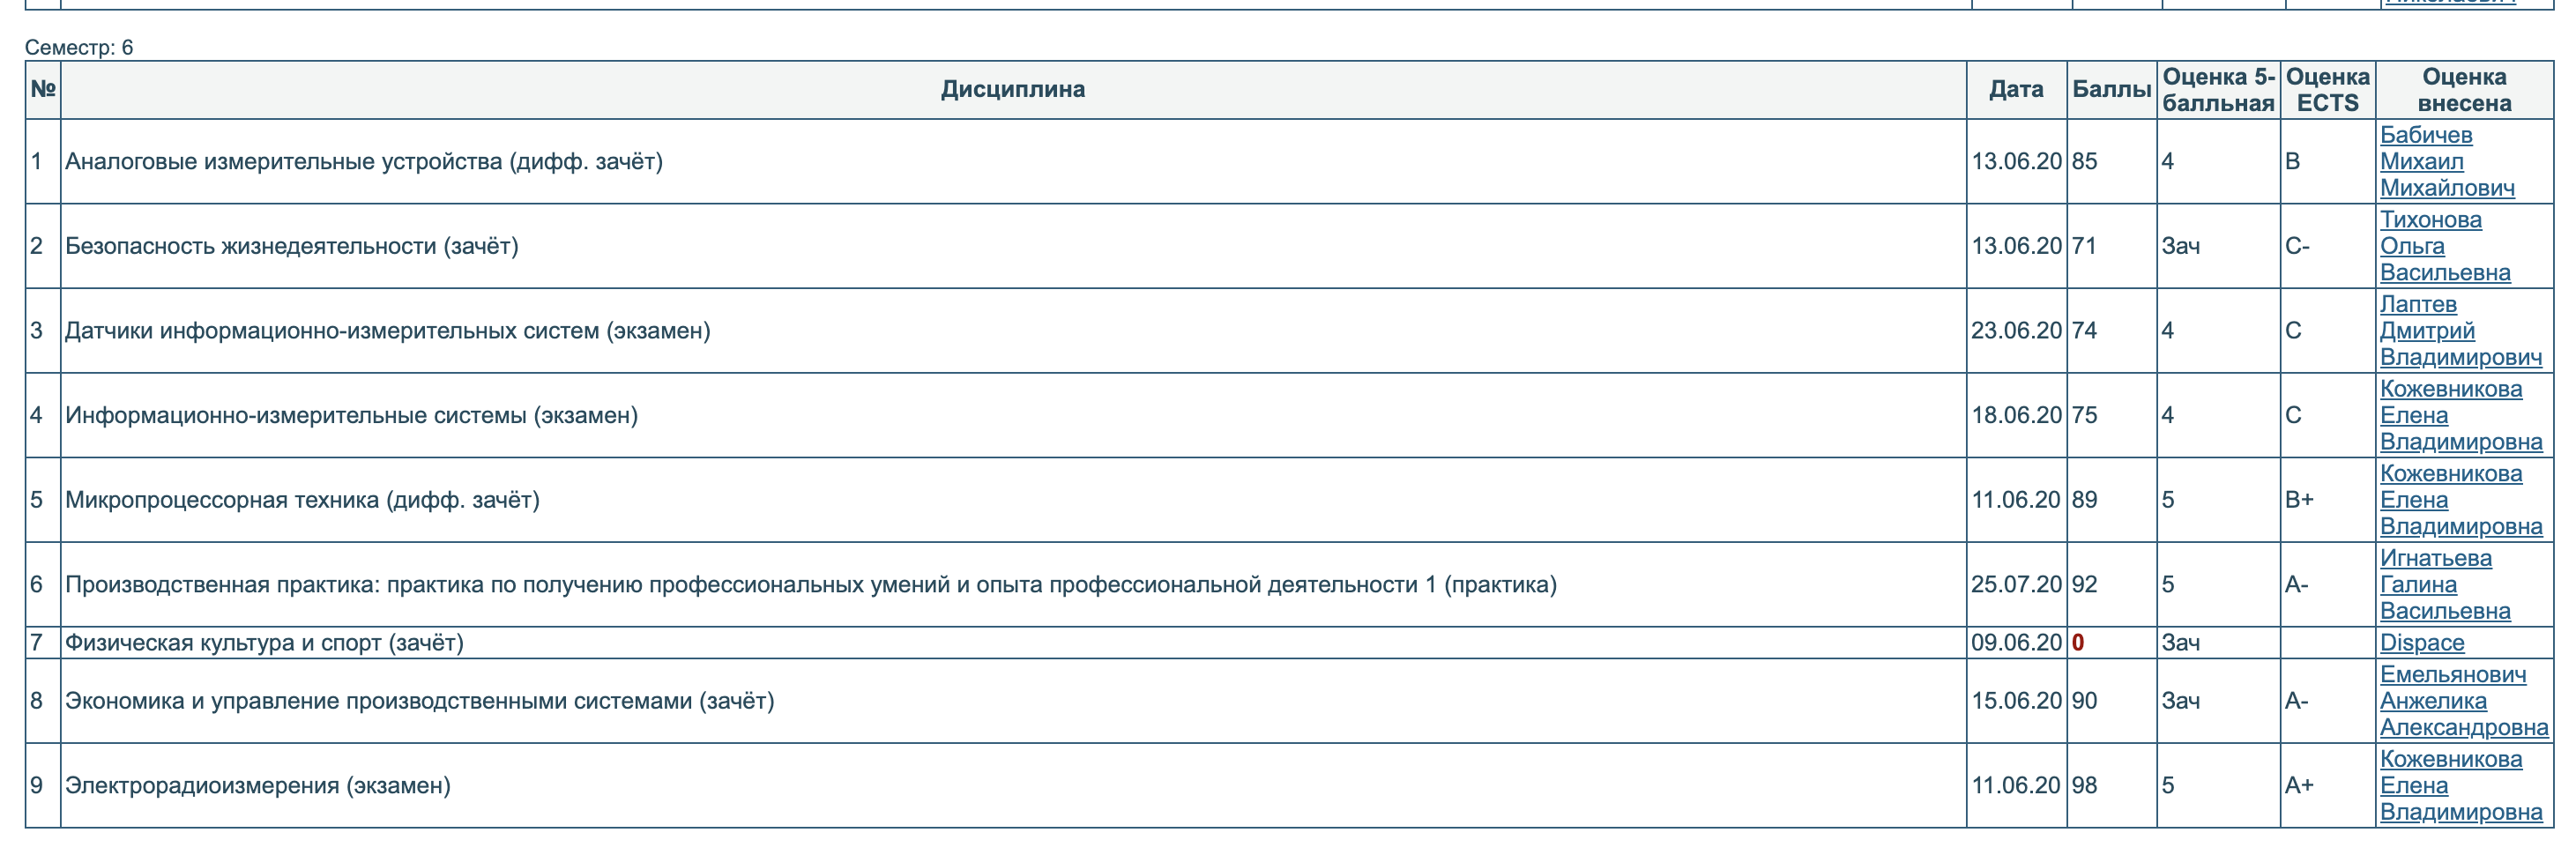 Семестр: 6
№ Дисциплина Дата Баллы Оценка 5-балльная Оценка ECTS Оценка внесена
1 Аналоговые измерительные устройства (дифф. зачёт) 13.06.20 85 4 B Бабичев Михаил Михайлович
2 Безопасность жизнедеятельности (зачёт) 13.06.20 71 Зач C- Тихонова Ольга Васильевна
3 Датчики информационно-измерительных систем (экзамен) 23.06.20 74 4 C Лаптев Дмитрий Владимирович
4 Информационно-измерительные системы (экзамен) 18.06.20 75 4 C Кожевникова Елена Владимировна
5 Микропроцессорная техника (дифф. зачёт) 11.06.20 89 5 B+ Кожевникова Елена Владимировна
6 Производственная практика: практика по получению профессиональных умений и опыта профессиональной деятельности 1 (практика) 25.07.20 92 5 A- Игнатьева Галина Васильевна
7 Физическая культура и спорт (зачёт) 09.06.20 0 Зач Dispace
8 Экономика и управление производственными системами (зачёт) 15.06.20 90 Зач A- Емельянович Анжелика Александровна
9 Электрорадиоизмерения (экзамен) 11.06.20 98 5 A+ Кожевникова Елена Владимировна